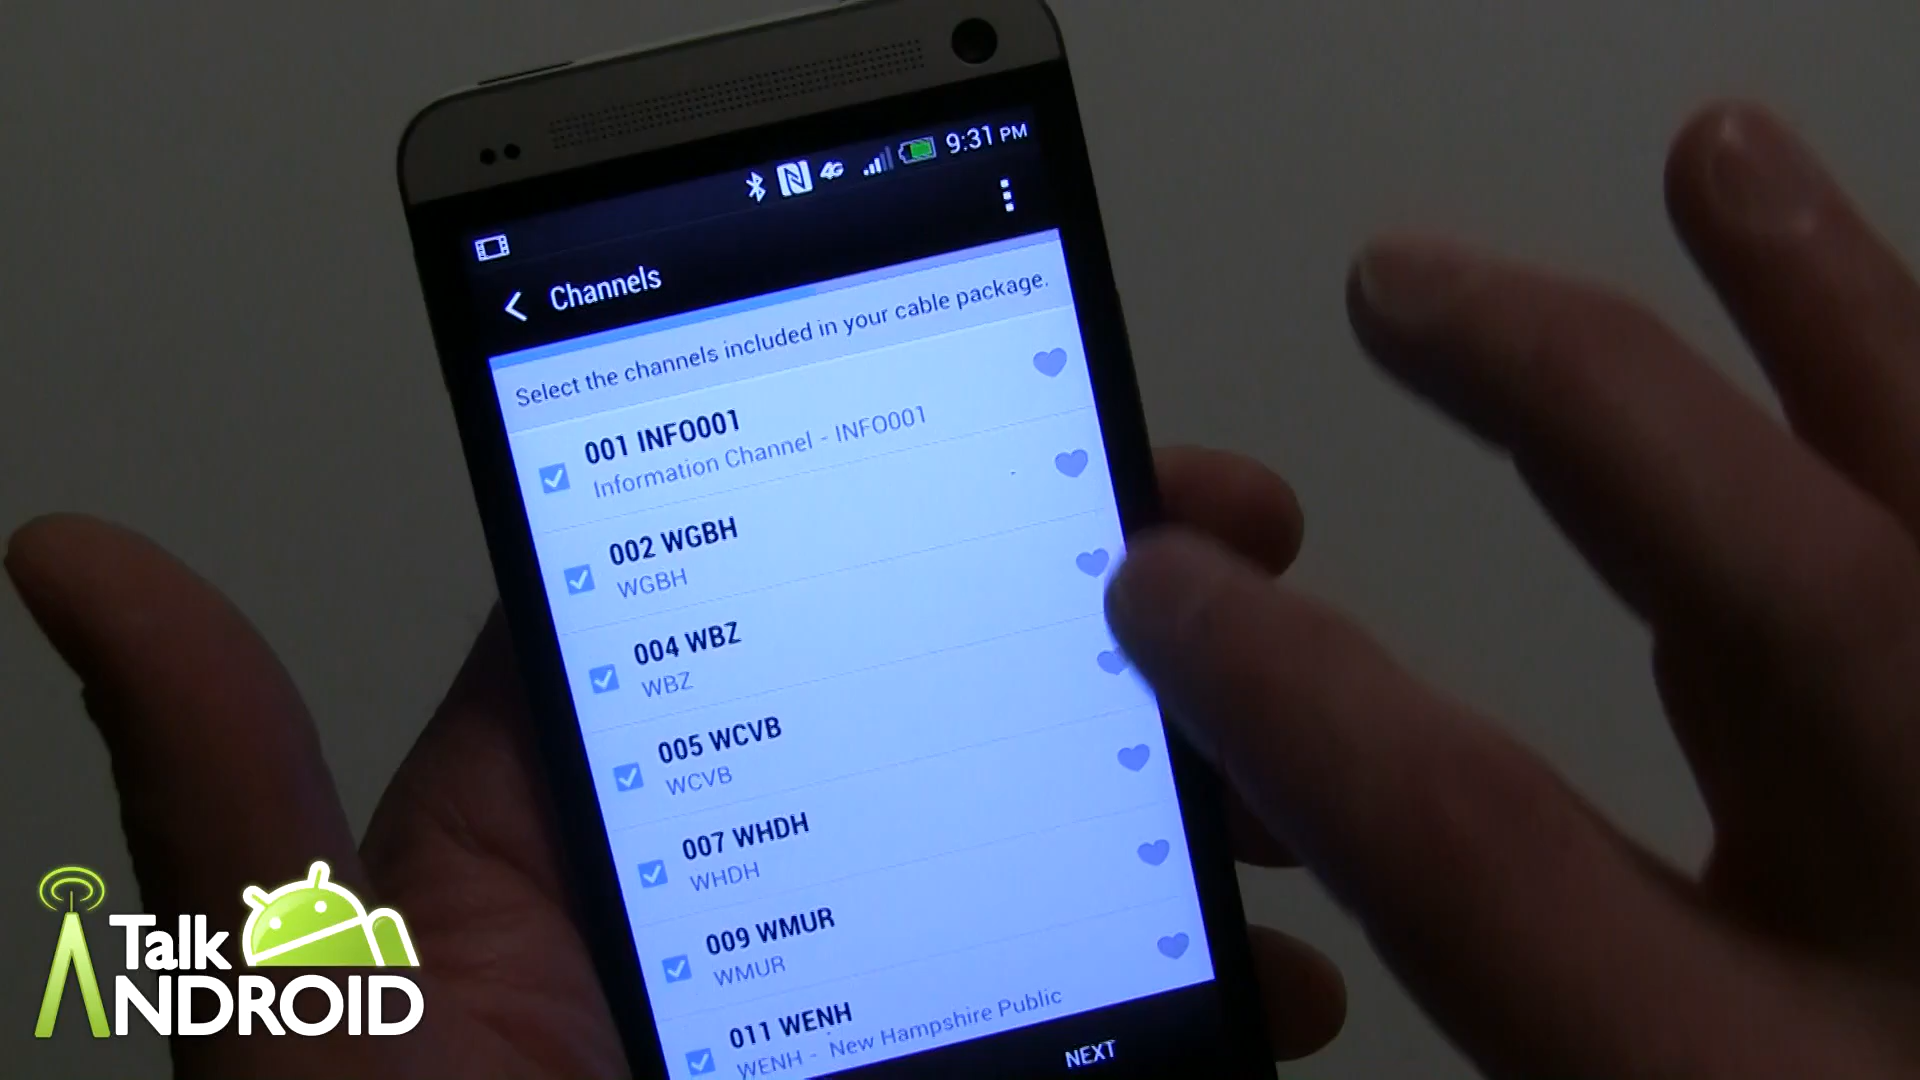 9:31 PM
4G
Channels
Select the channels included in your cable package.
001 INFO001
Information Channel - INFO001
002 WGBH
WGBH
004 WBZ
WBZ
005 WCVB
WCVB
007 WHDH
WHDH
009 WMUR
WMUR
011 WENH
WENH - New Hampshire Public
NEXT
Talk
ANDROID